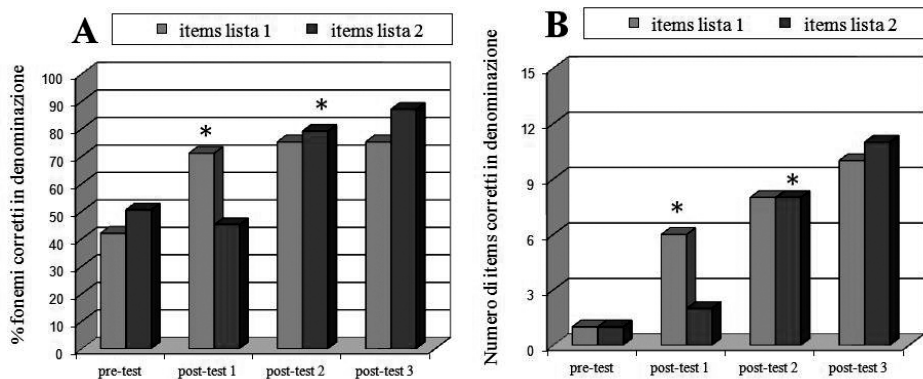 A
items lista 1 items lista 2
% fonemi corretti in denominazione
100
90
80
70
60
50
40
30
20
10
0
*
*
pre-test post-test 1 post-test 2 post-test 3
B
items lista 1 items lista 2
Numero di items corretti in denominazione
15
12
9
6
3
0
*
*
pre-test post-test 1 post-test 2 post-test 3